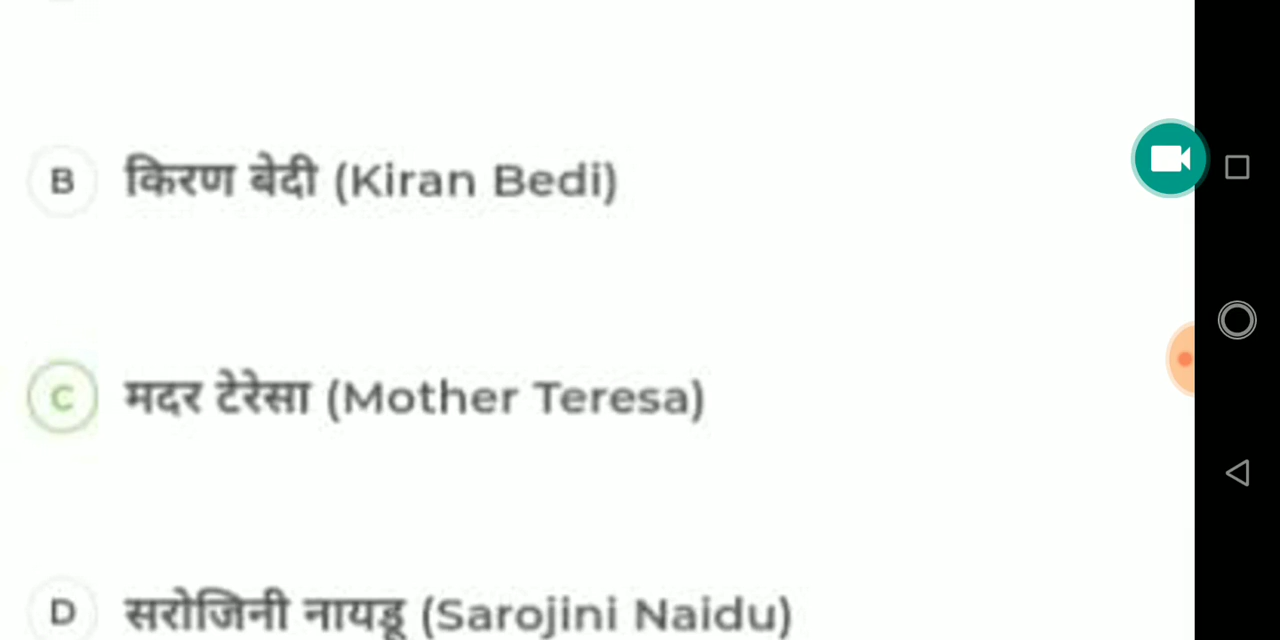 B किरण बेदी (Kiran Bedi)
C मदर टेरेसा (Mother Teresa)
D सरोजिनी नायडू (Sarojini Naidu)